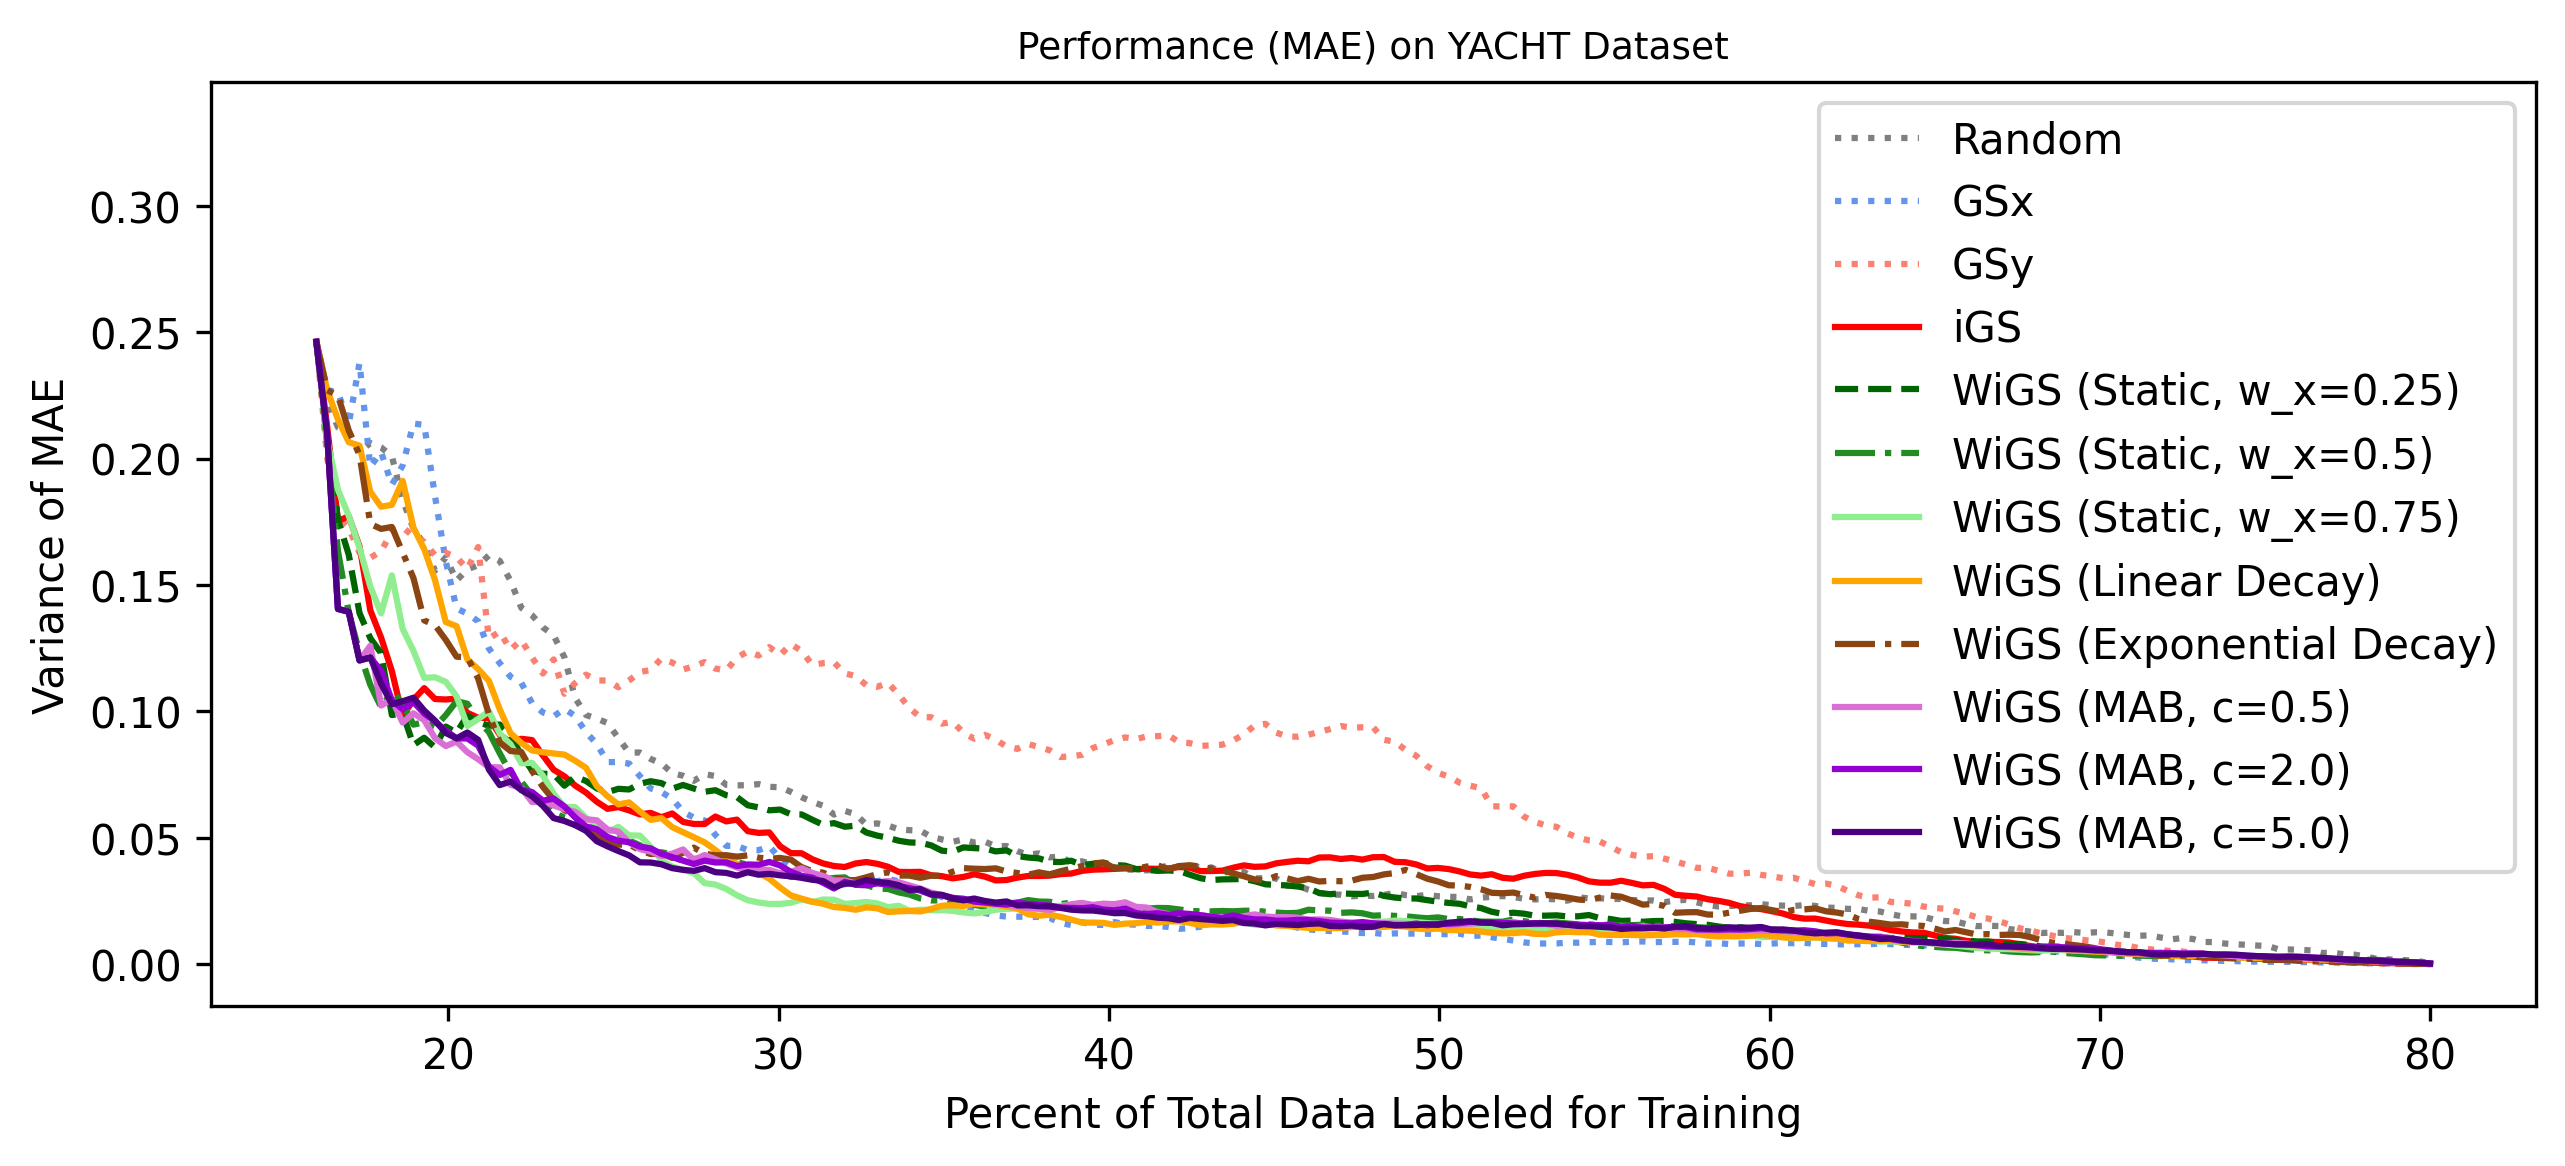 Performance (MAE) on YACHT Dataset
Variance of MAE
0.30
0.25
0.20
0.15
0.10
0.05
0.00
20
30
40
50
60
70
80
Percent of Total Data Labeled for Training
Random
GSx
GSy
iGS
WiGS (Static, w_x=0.25)
WiGS (Static, w_x=0.5)
WiGS (Static, w_x=0.75)
WiGS (Linear Decay)
WiGS (Exponential Decay)
WiGS (MAB, c=0.5)
WiGS (MAB, c=2.0)
WiGS (MAB, c=5.0)